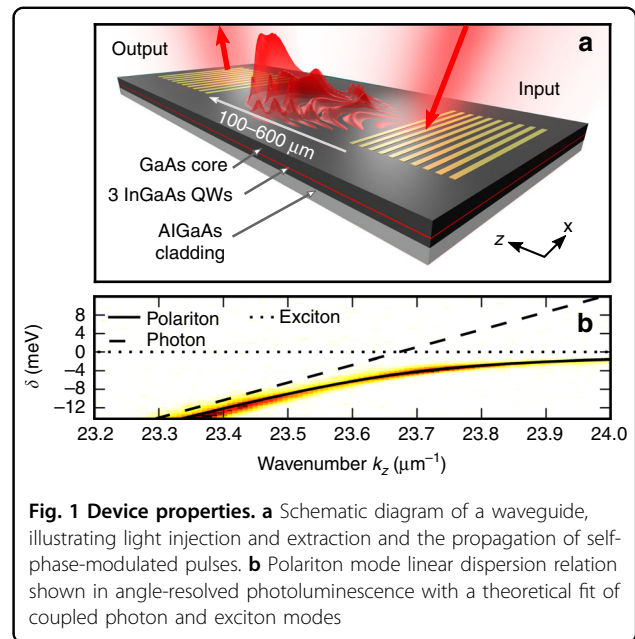 Output
a
Input
100–600 μm
GaAs core
3 InGaAs QWs
AlGaAs
cladding
x
z
b
Polariton
Exciton
Photon
δ (meV)
8
4
0
−4
−8
−12
23.2
23.3
23.4
23.5
23.6
23.7
23.8
23.9
24.0
Wavenumber kz (μm−1)
Fig. 1 Device properties. a Schematic diagram of a waveguide,
illustrating light injection and extraction and the propagation of self-
phase-modulated pulses. b Polariton mode linear dispersion relation
shown in angle-resolved photoluminescence with a theoretical fit of
coupled photon and exciton modes